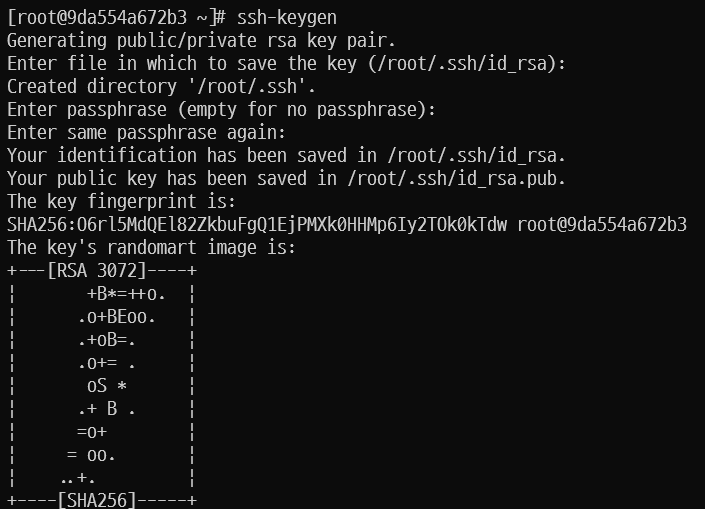 [root@9da554a672b3 ~]# ssh-keygen
Generating public/private rsa key pair.
Enter file in which to save the key (/root/.ssh/id_rsa):
Created directory '/root/.ssh'.
Enter passphrase (empty for no passphrase):
Enter same passphrase again:
Your identification has been saved in /root/.ssh/id_rsa.
Your public key has been saved in /root/.ssh/id_rsa.pub.
The key fingerprint is:
SHA256:O6rl5MdQEl82ZkbuFgQ1EjPMXk0HHMp6Iy2TOk0kTdw root@9da554a672b3
The key's randomart image is:
+---[RSA 3072]----+
|       +B*=++o.  |
|      .o+BEoo.   |
|      .+oB=.     |
|      .o+= .     |
|       oS *      |
|      .+ B .     |
|      =o+        |
|     = oo.       |
|    ..+.         |
+----[SHA256]-----+